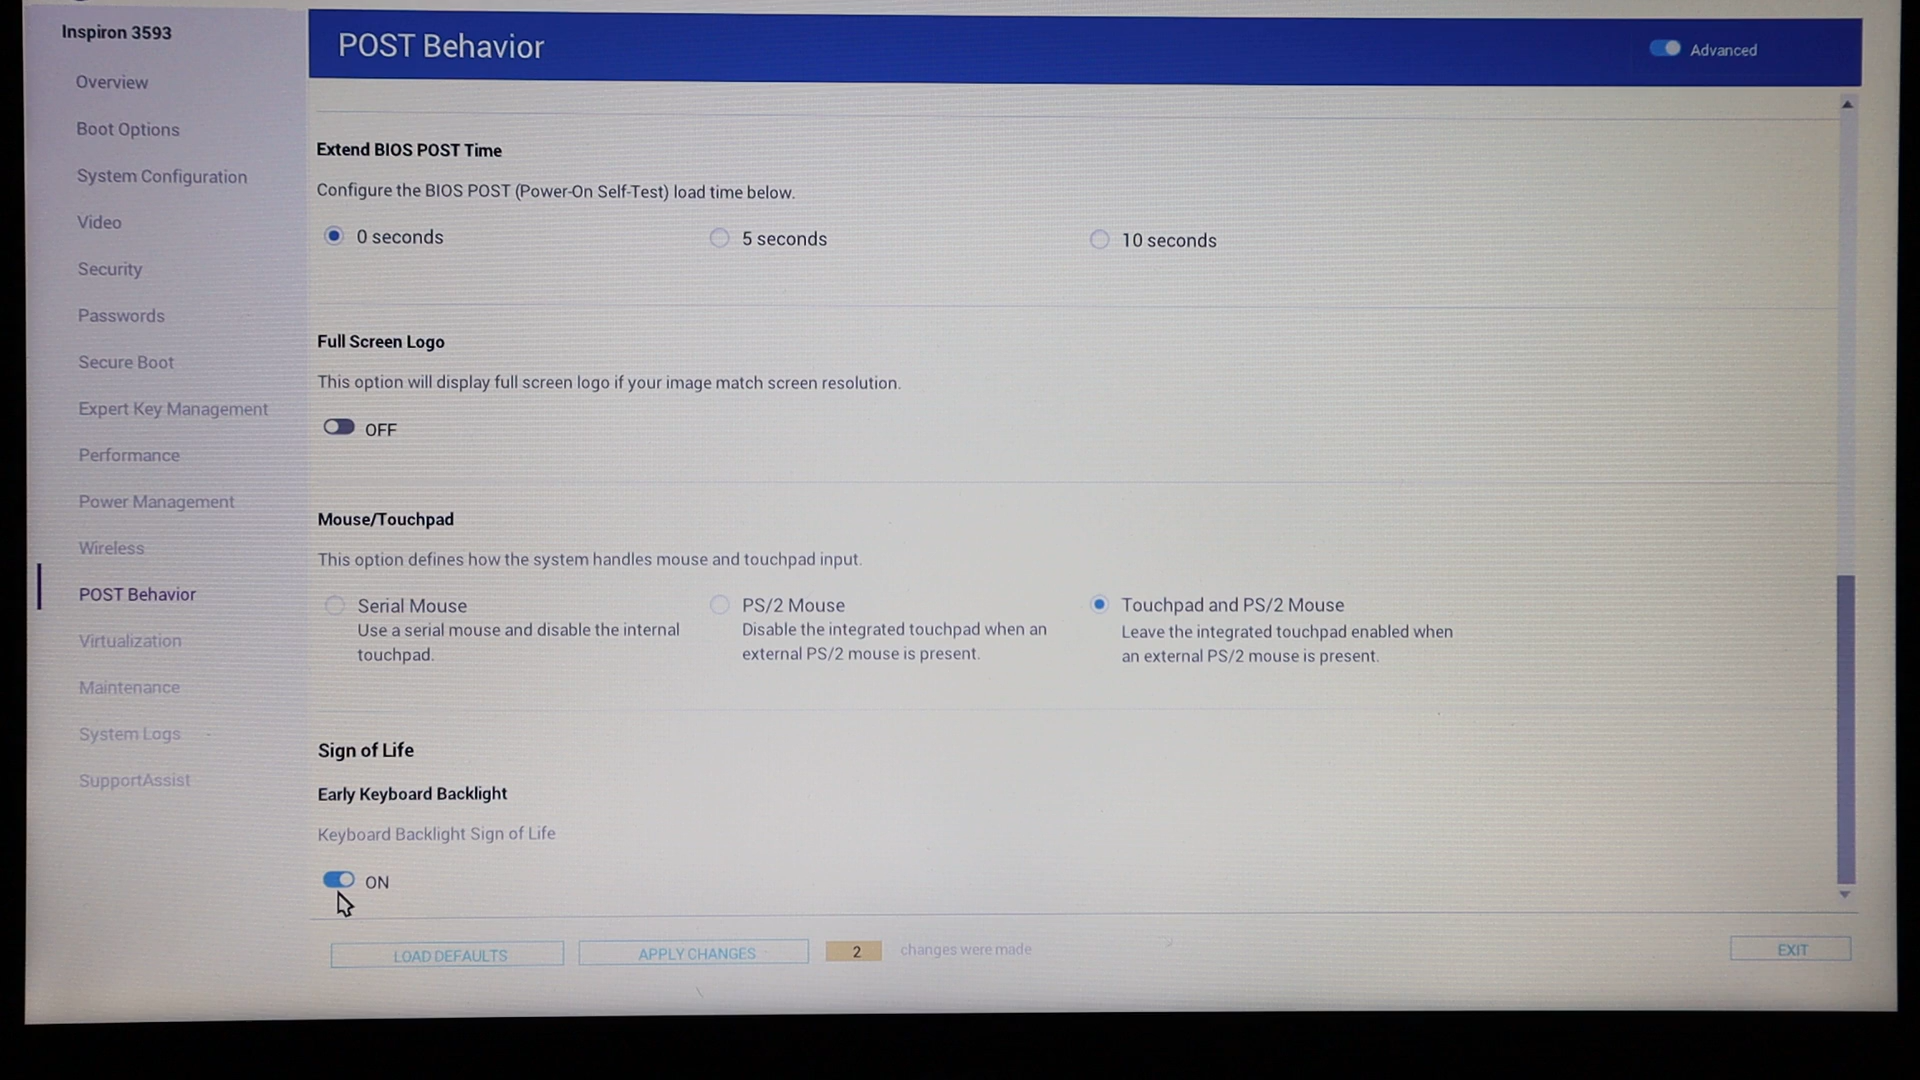 Inspiron 3593
Overview
Boot Options
System Configuration
Video
Security
Passwords
Secure Boot
Expert Key Management
Performance
Power Management
Wireless
POST Behavior
Virtualization
Maintenance
System Logs
SupportAssist
POST Behavior
Advanced
Extend BIOS POST Time
Configure the BIOS POST (Power-On Self-Test) load time below.
0 seconds 5 seconds 10 seconds
Full Screen Logo
This option will display full screen logo if your image match screen resolution.
OFF
Mouse/Touchpad
This option defines how the system handles mouse and touchpad input.
Serial Mouse
Use a serial mouse and disable the internal
touchpad.
PS/2 Mouse
Disable the integrated touchpad when an
external PS/2 mouse is present.
Touchpad and PS/2 Mouse
Leave the integrated touchpad enabled when
an external PS/2 mouse is present.
Sign of Life
Early Keyboard Backlight
Keyboard Backlight Sign of Life
ON
LOAD DEFAULTS APPLY CHANGES 2 changes were made EXIT